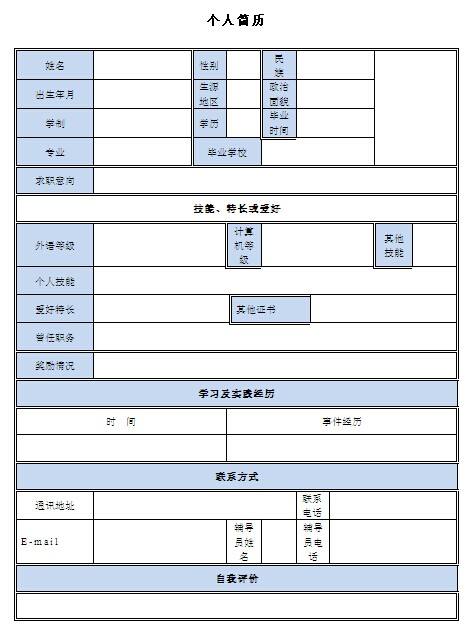 个人简历
姓名 性别 民族
出生年月 生源地区 政治面貌
学制 学历 毕业时间
专业 毕业学校
求职意向
技能、特长或爱好
外语等级 计算机等级 其他技能
个人技能
爱好特长 其他证书
曾任职务
奖励情况
学习及实践经历
时 间 事件经历
联系方式
通讯地址 联系电话
E-mail 辅导员姓名 辅导员电话
自我评价